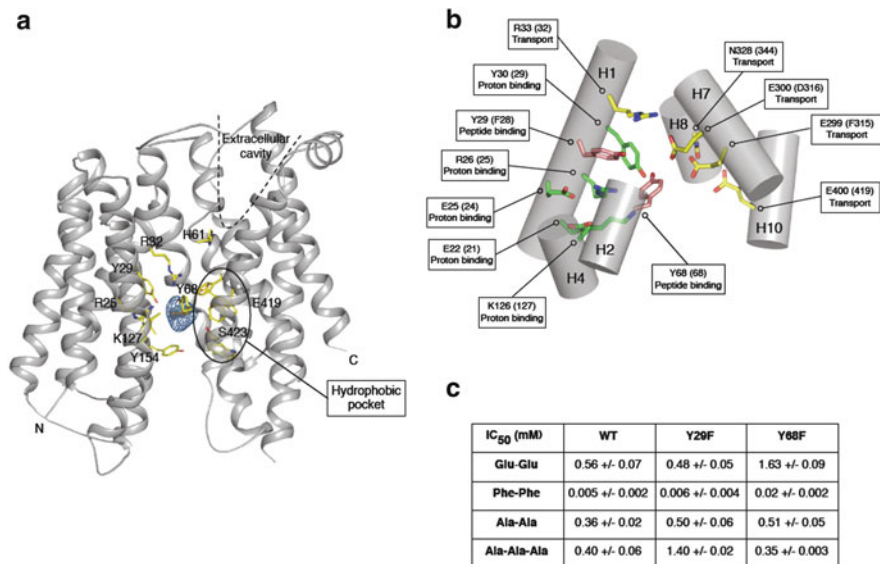 a
Extracellular
cavity
H61
R32
Y29
Y68
R25
E419
K127
S423
Y154
C
Hydrophobic
pocket
N
b
R33 (32)
Transport
Y30 (29)
Proton binding
Y29 (F28)
Peptide binding
R26 (25)
Proton binding
E25 (24)
Proton binding
E22 (21)
Proton binding
K126 (127)
Proton binding
H1
H7
H8
H2
H4
H10
N328 (344)
Transport
E300 (D316)
Transport
E299 (F315)
Transport
E400 (419)
Transport
Y68 (68)
Peptide binding
c
IC50 (mM) WT Y29F Y68F
Glu-Glu 0.56 +/- 0.07 0.48 +/- 0.05 1.63 +/- 0.09
Phe-Phe 0.005 +/- 0.002 0.006 +/- 0.004 0.02 +/- 0.002
Ala-Ala 0.36 +/- 0.02 0.50 +/- 0.06 0.51 +/- 0.05
Ala-Ala-Ala 0.40 +/- 0.06 1.40 +/- 0.02 0.35 +/- 0.003